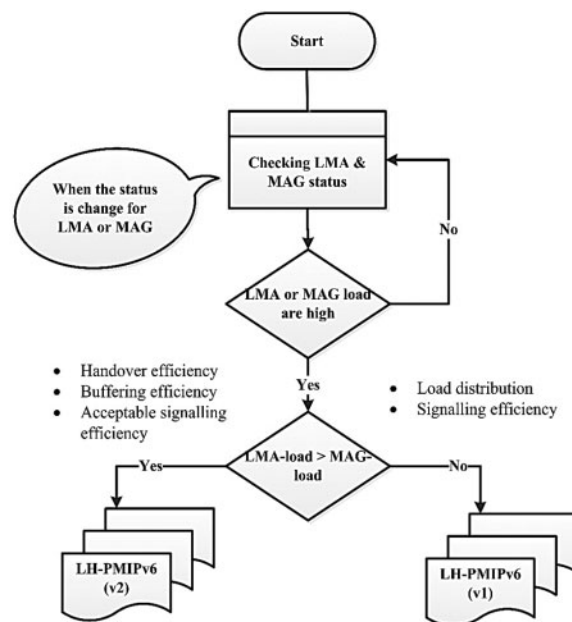 Start
Checking LMA &
MAG status
When the status
is change for
LMA or MAG
No
LMA or MAG load
are high
• Handover efficiency
• Buffering efficiency
• Acceptable signalling
efficiency
Yes
• Load distribution
• Signalling efficiency
LMA-load > MAG-
load
Yes
No
LH-PMIPv6
(v2)
LH-PMIPv6
(v1)